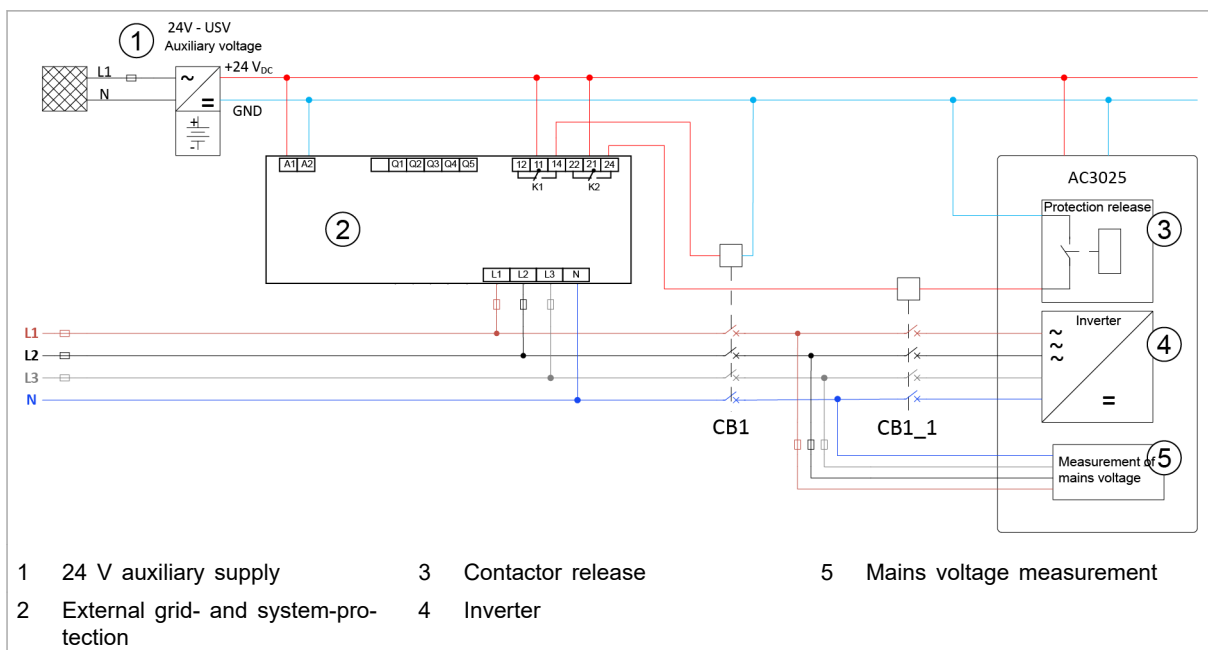 24V - USV
1 Auxiliary voltage
L1 ~ +24 VDC
N = GND
+
-
A1 A2 Q1 Q2 Q3 Q4 Q5 12 11 14 22 21 24
K1 K2
2
L1 L2 L3 N
AC3025
Protection release
3
L1
L2
L3
N
CB1
CB1_1
Inverter
~
~
~
4
=
Measurement of
mains voltage
5
1 24 V auxiliary supply
2 External grid- and system-pro-
tection
3 Contactor release
4 Inverter
5 Mains voltage measurement